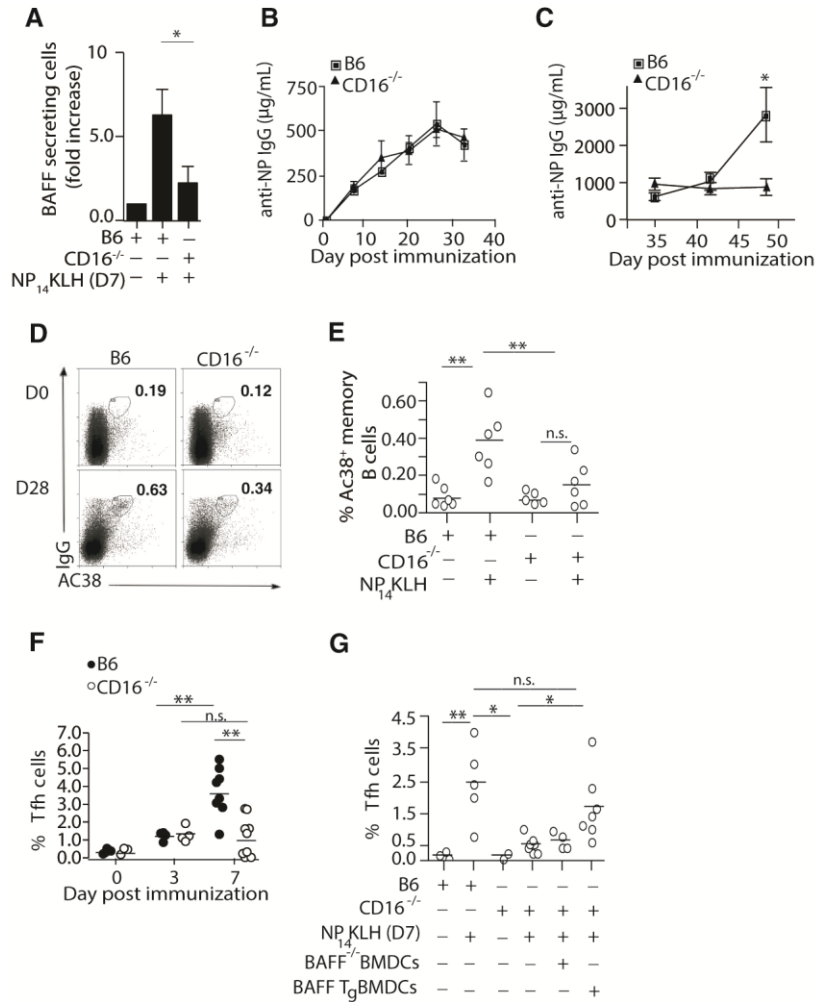 A
*
BAFF secreting cells
(fold increase)
10
5.0
0.0
B6 + + –
CD16-/- – – +
NP14KLH (D7) – + +
B
B6
CD16-/-
anti-NP IgG (µg/mL)
750
500
250
0
0 10 20 30 40
Day post immunization
C
B6
CD16-/-
*
anti-NP IgG (µg/mL)
3000
2000
1000
0
35 40 45 50
Day post immunization
D
B6 CD16-/-
D0
0.19 0.12
D28
0.63 0.34
IgG
AC38
E
** **
n.s.
% Ac38+ memory
B cells
0.60
0.40
0.20
0.00
B6 + + – –
CD16-/- – – + +
NP14KLH – + – +
F
B6
CD16-/-
**
n.s.
**
% Tfh cells
7.0
6.0
5.0
4.0
3.0
2.0
1.0
0.0
0 3 7
Day post immunization
G
n.s.
** * *
% Tfh cells
4.5
3.5
2.5
1.5
0.5
0.0
B6 + + – – – –
CD16-/- – – + + + +
NP14KLH (D7) – + – + + +
BAFF-/-BMDCs – – – – + –
BAFF TgBMDCs – – – – – +